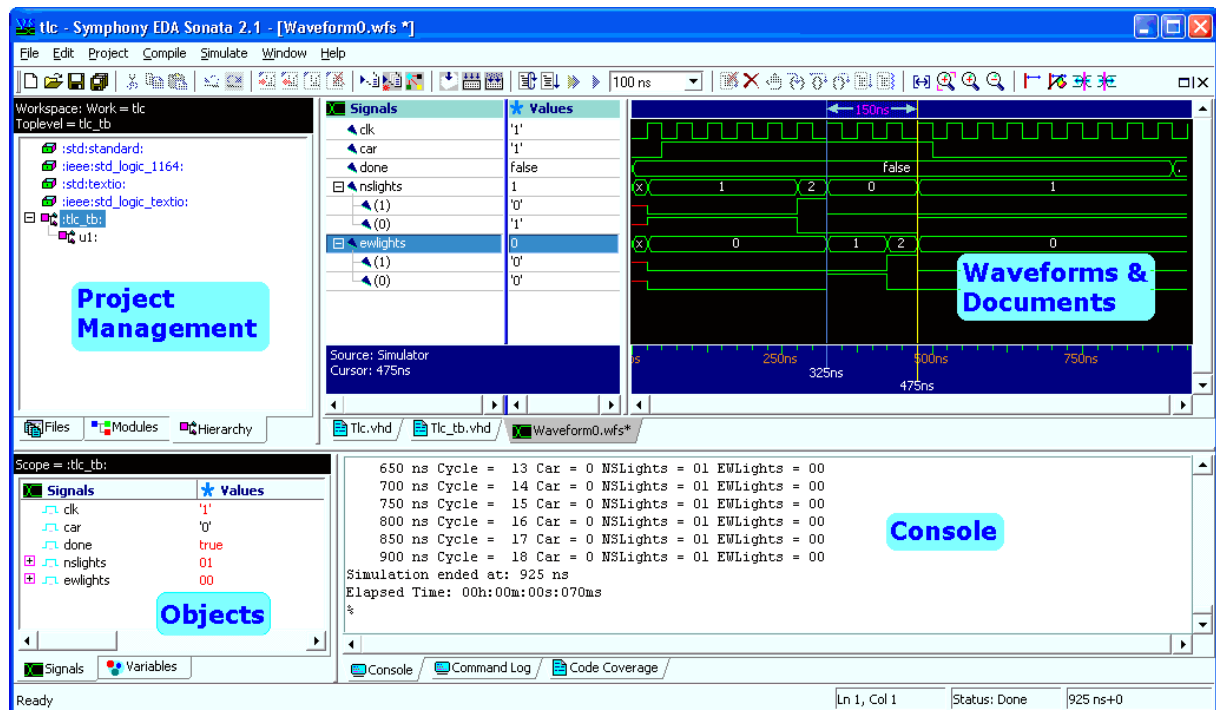 tlc - Symphony EDA Sonata 2.1 - [Waveform0.wfs *]
File Edit Project Compile Simulate Window Help
100 ns
Workspace: Work = tlc
Toplevel = tlc_tb
:std:standard:
:ieee:std_logic_1164:
:std:textio:
:ieee:std_logic_textio:
:tlc_tb:
u1:
Project
Management
Files Modules Hierarchy
Signals Values
clk '1'
car '1'
done false
nslights 1
(1) '0'
(0) '1'
ewlights 0
(1) '0'
(0) '0'
Source: Simulator
Cursor: 475ns
150ns
false
x 1 2 0 1
x 0 1 2 0
Waveforms &
Documents
250ns 500ns 750ns
325ns
475ns
Tlc.vhd Tlc_tb.vhd Waveform0.wfs*
Scope = :tlc_tb:
Signals Values
clk '1'
car '0'
done true
nslights 01
ewlights 00
Objects
Signals Variables
650 ns Cycle = 13 Car = 0 NSLights = 01 EWLights = 00
700 ns Cycle = 14 Car = 0 NSLights = 01 EWLights = 00
750 ns Cycle = 15 Car = 0 NSLights = 01 EWLights = 00
800 ns Cycle = 16 Car = 0 NSLights = 01 EWLights = 00
850 ns Cycle = 17 Car = 0 NSLights = 01 EWLights = 00
900 ns Cycle = 18 Car = 0 NSLights = 01 EWLights = 00
Simulation ended at: 925 ns
Elapsed Time: 00h:00m:00s:070ms
%
Console
Console Command Log Code Coverage
Ready Ln 1, Col 1 Status: Done 925 ns+0